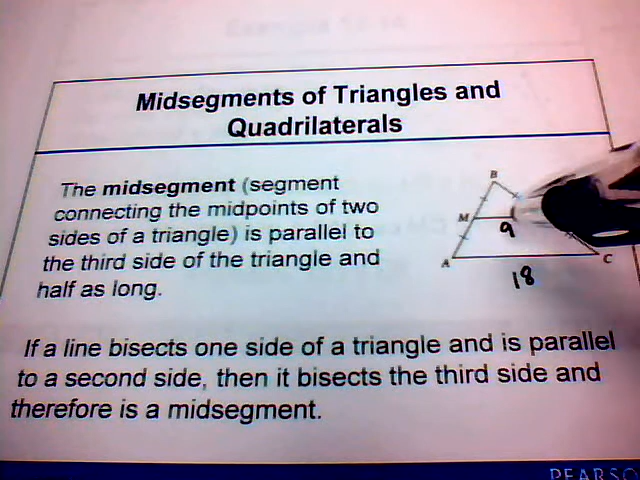 Midsegments of Triangles and
Quadrilaterals
The midsegment (segment
connecting the midpoints of two
sides of a triangle) is parallel to
the third side of the triangle and
half as long.
B
M
9
A
C
18
If a line bisects one side of a triangle and is parallel
to a second side, then it bisects the third side and
therefore is a midsegment.